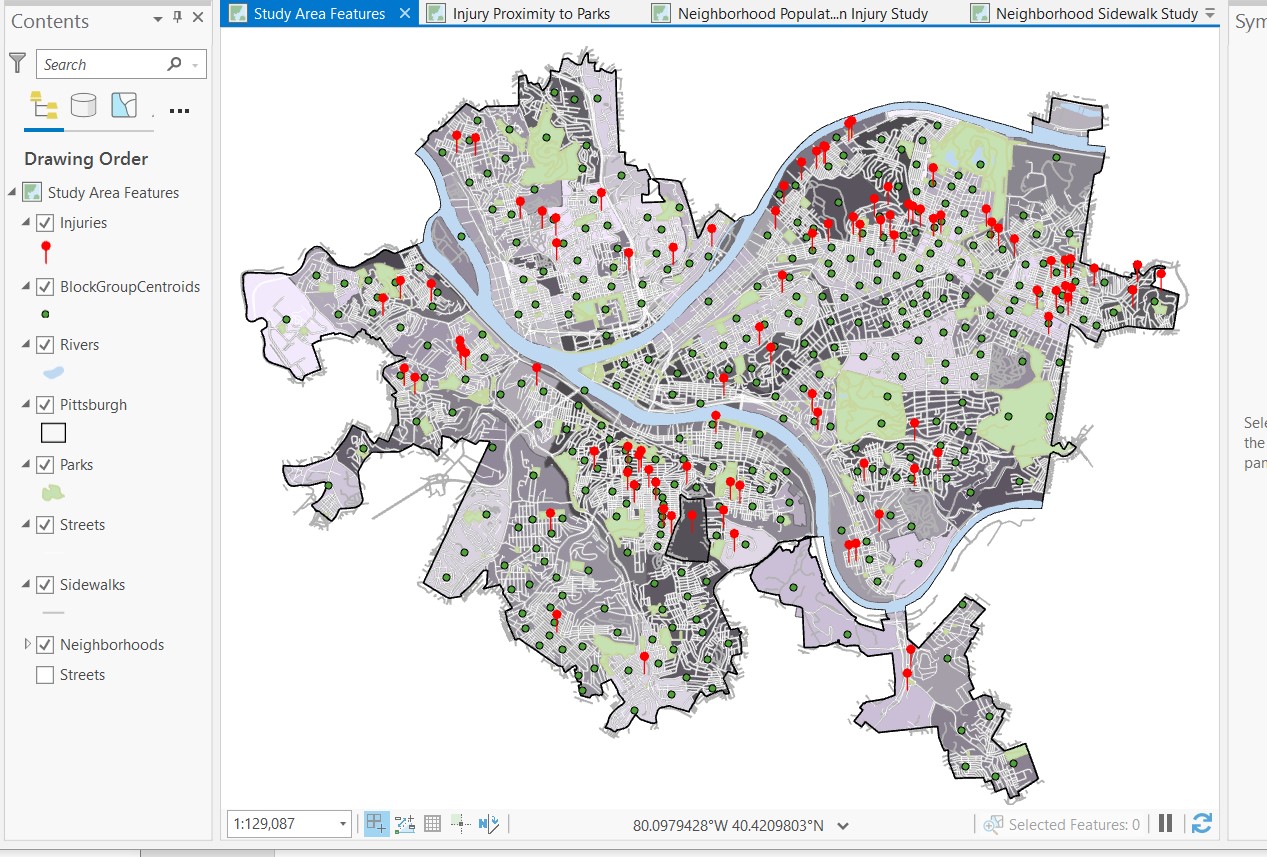 Contents
Search
Drawing Order
Study Area Features
Injuries
BlockGroupCentroids
Rivers
Pittsburgh
Parks
Streets
Sidewalks
Neighborhoods
Streets
Study Area Features
Injury Proximity to Parks
Neighborhood Populat...n Injury Study
Neighborhood Sidewalk Study
1:129,087
80.0979428°W 40.4209803°N
Selected Features: 0
Sym
Sele
the
pan